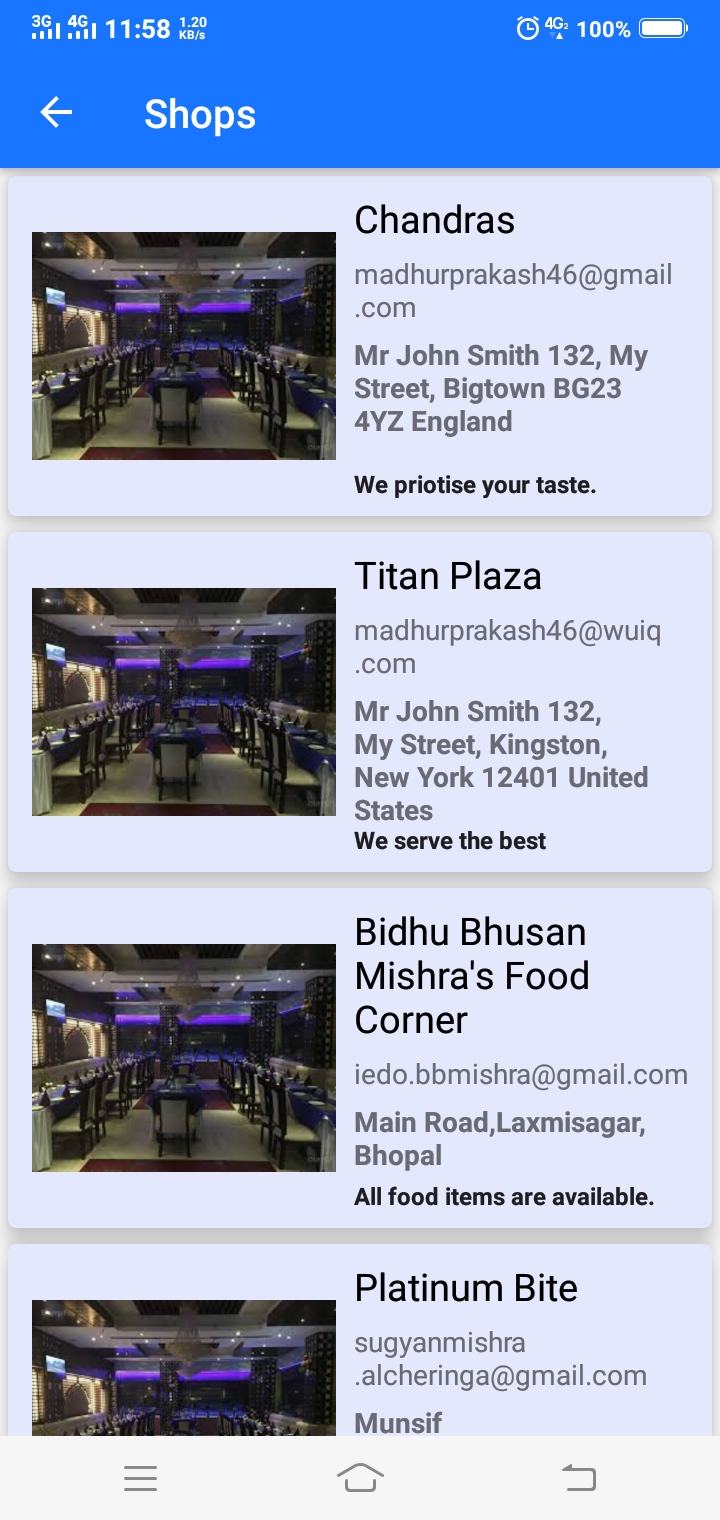 3G 4G 11:58 1.20 KB/s 4G2 100%
Shops
Chandras
madhurprakash46@gmail
.com
Mr John Smith 132, My
Street, Bigtown BG23
4YZ England
We priotise your taste.
Titan Plaza
madhurprakash46@wuiq
.com
Mr John Smith 132,
My Street, Kingston,
New York 12401 United
States
We serve the best
Bidhu Bhusan
Mishra's Food
Corner
iedo.bbmishra@gmail.com
Main Road,Laxmisagar,
Bhopal
All food items are available.
Platinum Bite
sugyanmishra
.alcheringa@gmail.com
Munsif